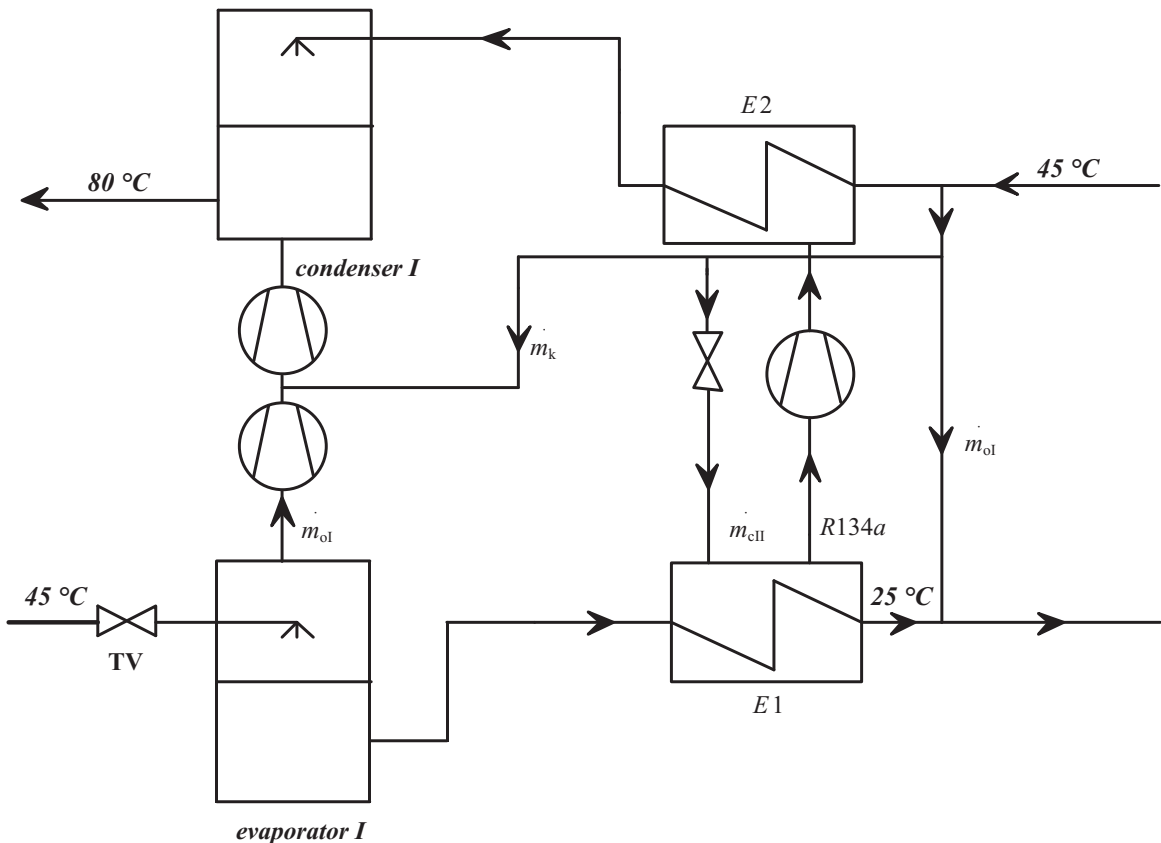 E2
80 °C
45 °C
condenser I
ṁk
ṁoI
ṁoI
ṁcII
R134a
45 °C
25 °C
TV
E1
evaporator I